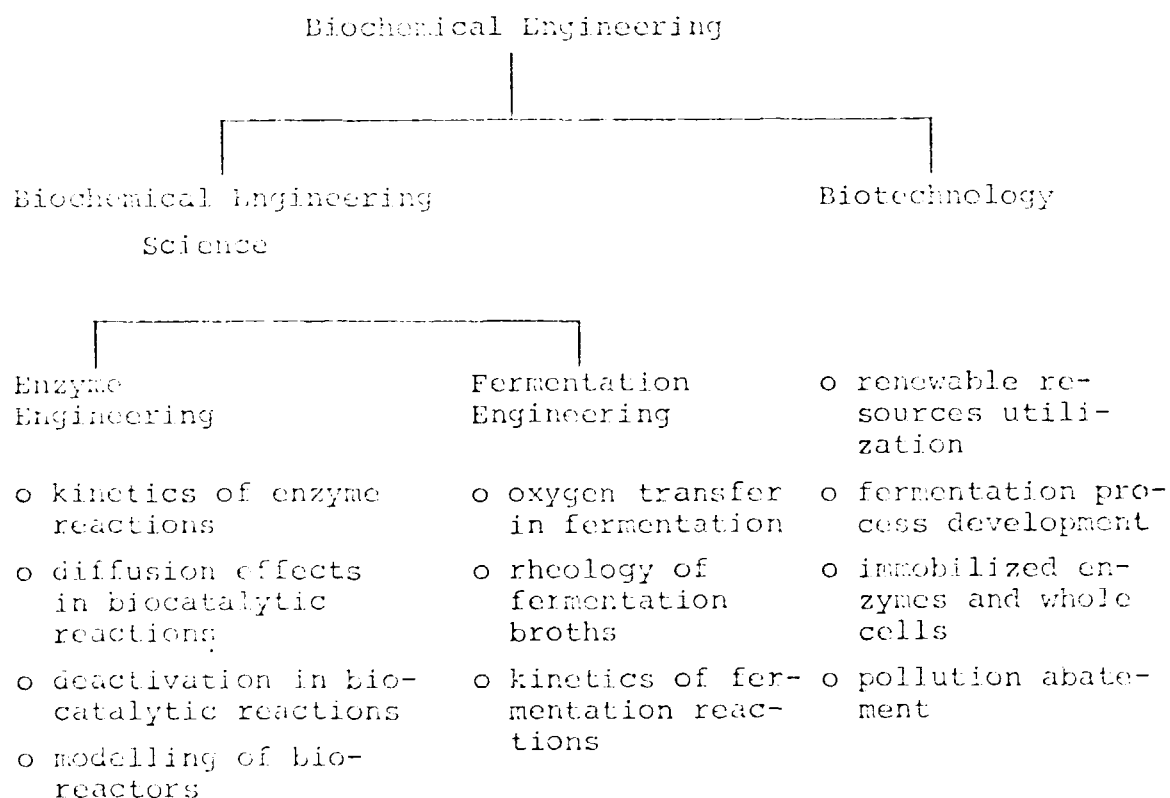 Biochemical Engineering
Biochemical Engineering
Science
Biotechnology
Enzyme
Engineering
o kinetics of enzyme
reactions
o diffusion effects
in biocatalytic
reactions
o deactivation in bio-
catalytic reactions
o modelling of bio-
reactors
Fermentation
Engineering
o oxygen transfer
in fermentation
o rheology of
fermentation
broths
o kinetics of fer-
mentation reac-
tions
o renewable re-
sources utili-
zation
o fermentation pro-
cess development
o immobilized en-
zymes and whole
cells
o pollution abate-
ment